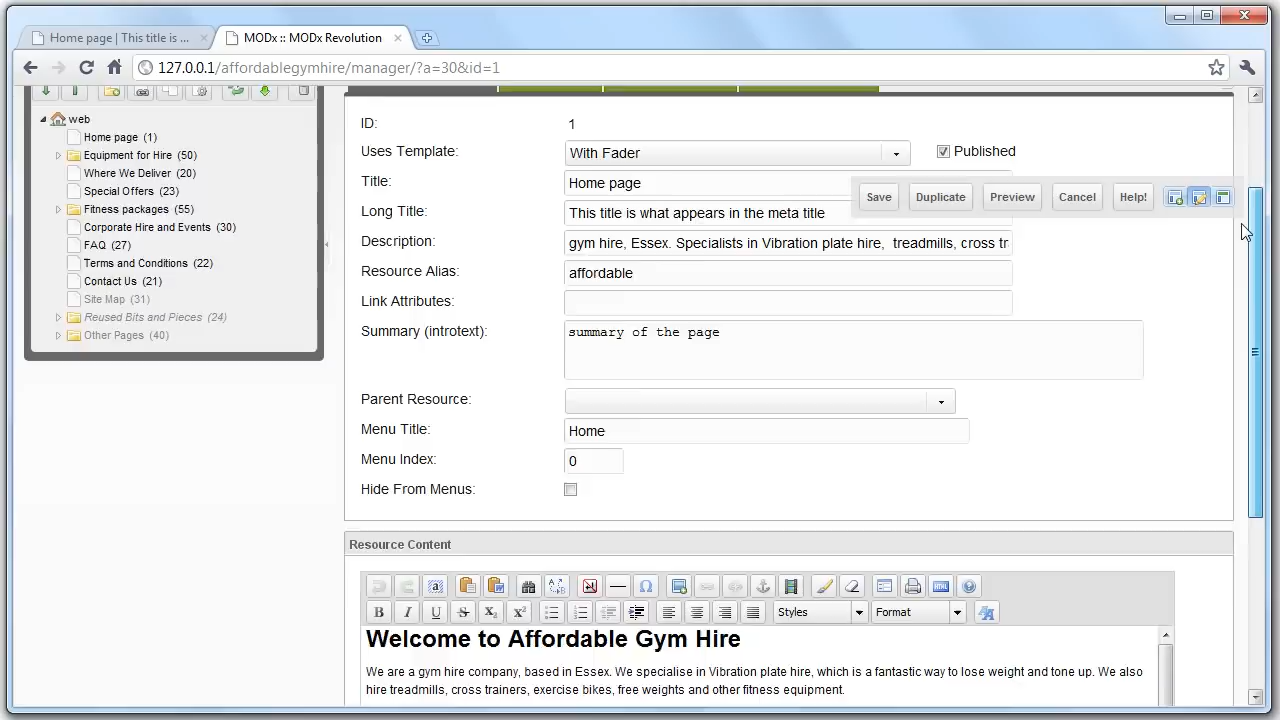 Home page | This title is ...
MODx :: MODx Revolution
127.0.0.1/affordablegymhire/manager/?a=30&id=1
web
Home page (1)
Equipment for Hire (50)
Where We Deliver (20)
Special Offers (23)
Fitness packages (55)
Corporate Hire and Events (30)
FAQ (27)
Terms and Conditions (22)
Contact Us (21)
Site Map (31)
Reused Bits and Pieces (24)
Other Pages (40)
ID: 1
Uses Template: With Fader Published
Title: Home page
Save Duplicate Preview Cancel Help!
Long Title: This title is what appears in the meta title
Description: gym hire, Essex. Specialists in Vibration plate hire, treadmills, cross tr
Resource Alias: affordable
Link Attributes:
Summary (introtext): summary of the page
Parent Resource:
Menu Title: Home
Menu Index: 0
Hide From Menus:
Resource Content
HTML
B I U S X₂ X² Styles Format
Welcome to Affordable Gym Hire
We are a gym hire company, based in Essex. We specialise in Vibration plate hire, which is a fantastic way to lose weight and tone up. We also
hire treadmills, cross trainers, exercise bikes, free weights and other fitness equipment.